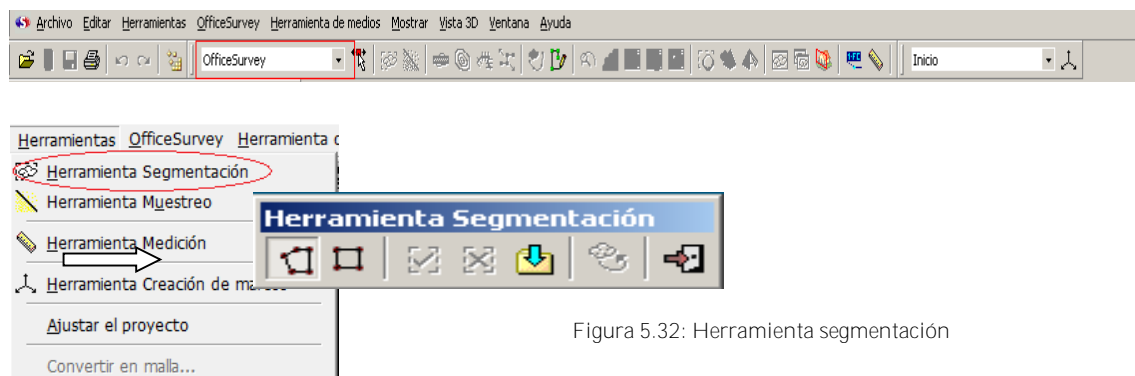 Archivo Editar Herramientas OfficeSurvey Herramienta de medios Mostrar Vista 3D Ventana Ayuda
OfficeSurvey Inicio
Herramientas OfficeSurvey Herramienta
Herramienta Segmentación
Herramienta Muestreo
Herramienta Segmentación
Herramienta Medición
Herramienta Creación de
Ajustar el proyecto
Figura 5.32: Herramienta segmentación
Convertir en malla...